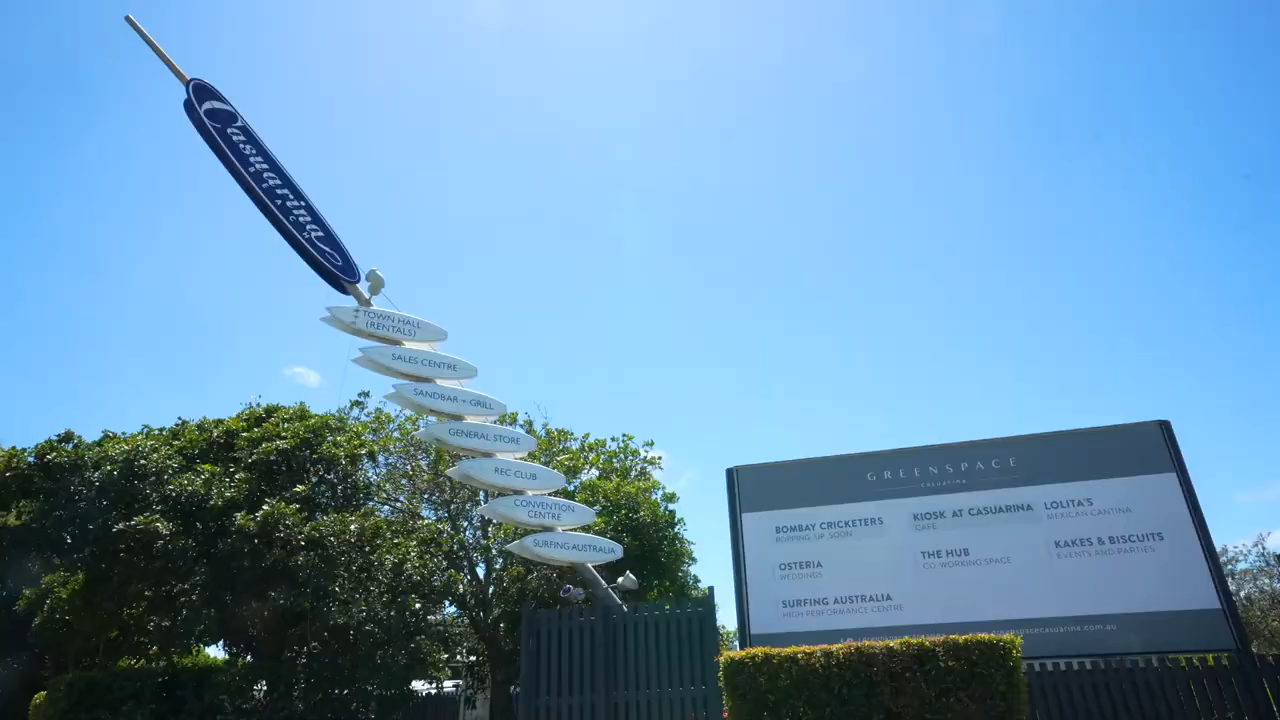 Casuarina
BEACH
TOWN HALL
(RENTALS)
SALES CENTRE
SANDBAR + GRILL
GENERAL STORE
REC CLUB
CONVENTION
CENTRE
SURFING AUSTRALIA
GREENSPACE
CASUARINA
BOMBAY CRICKETERS
POPPING UP SOON
KIOSK AT CASUARINA
CAFE
LOLITA'S
MEXICAN CANTINA
OSTERIA
WEDDINGS
THE HUB
CO WORKING SPACE
KAKES & BISCUITS
EVENTS AND PARTIES
SURFING AUSTRALIA
HIGH PERFORMANCE CENTRE